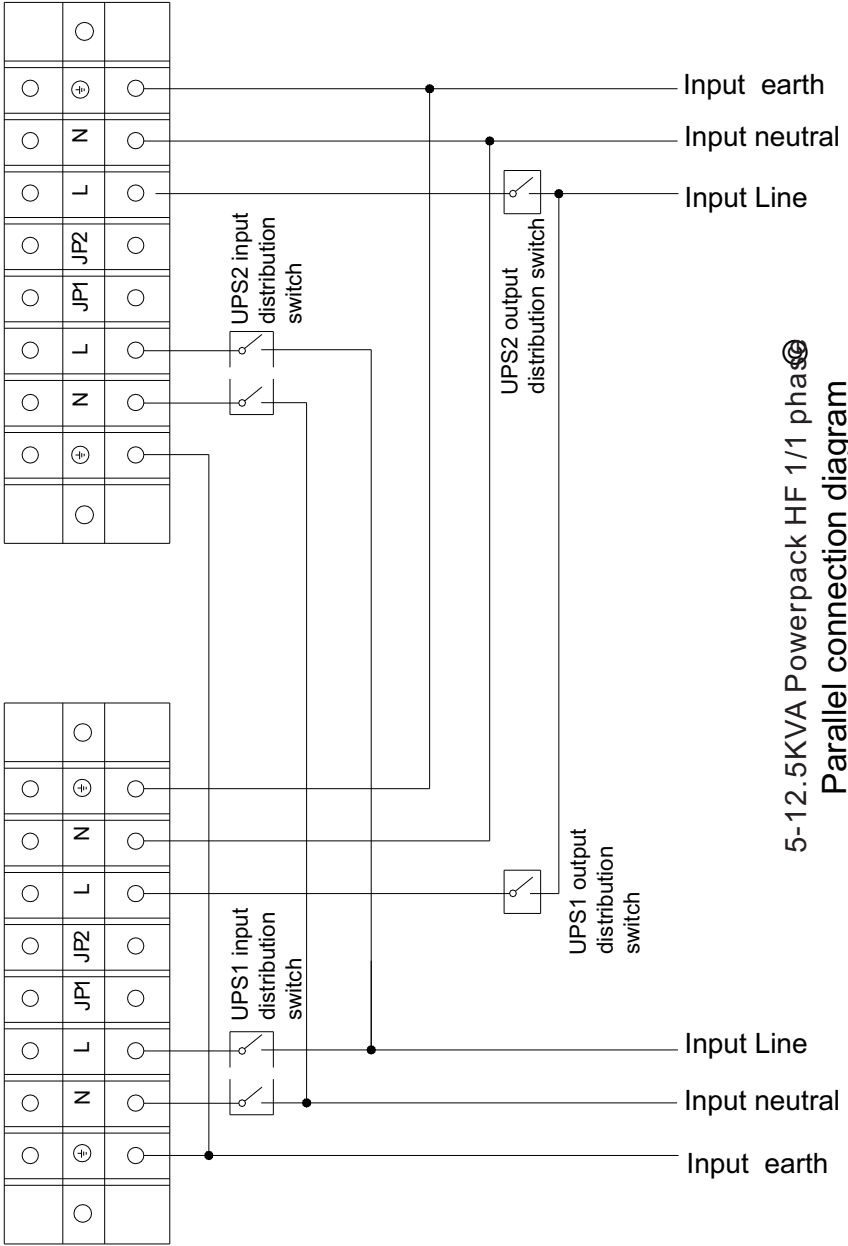 Input earth
N
Input neutral
L
Input Line
JP2
JP1
UPS2 input
distribution
switch
L
N
UPS2 output
distribution switch
N
L
JP2
JP1
UPS1 input
distribution
switch
L
N
UPS1 output
distribution
switch
Input Line
Input neutral
Input earth
5-12.5KVA Powerpack HF 1/1 phase
Parallel connection diagram